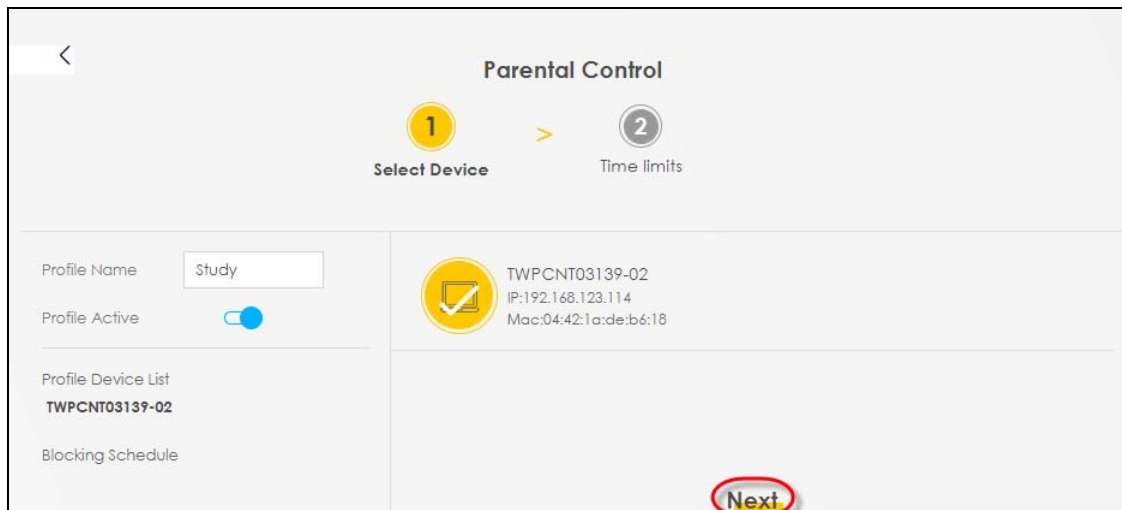 <
Parental Control
1 > 2
Select Device Time limits
Profile Name Study
Profile Active
Profile Device List
TWPCNT03139-02
Blocking Schedule
TWPCNT03139-02
IP:192.168.123.114
Mac:04:42:1a:de:b6:18
Next